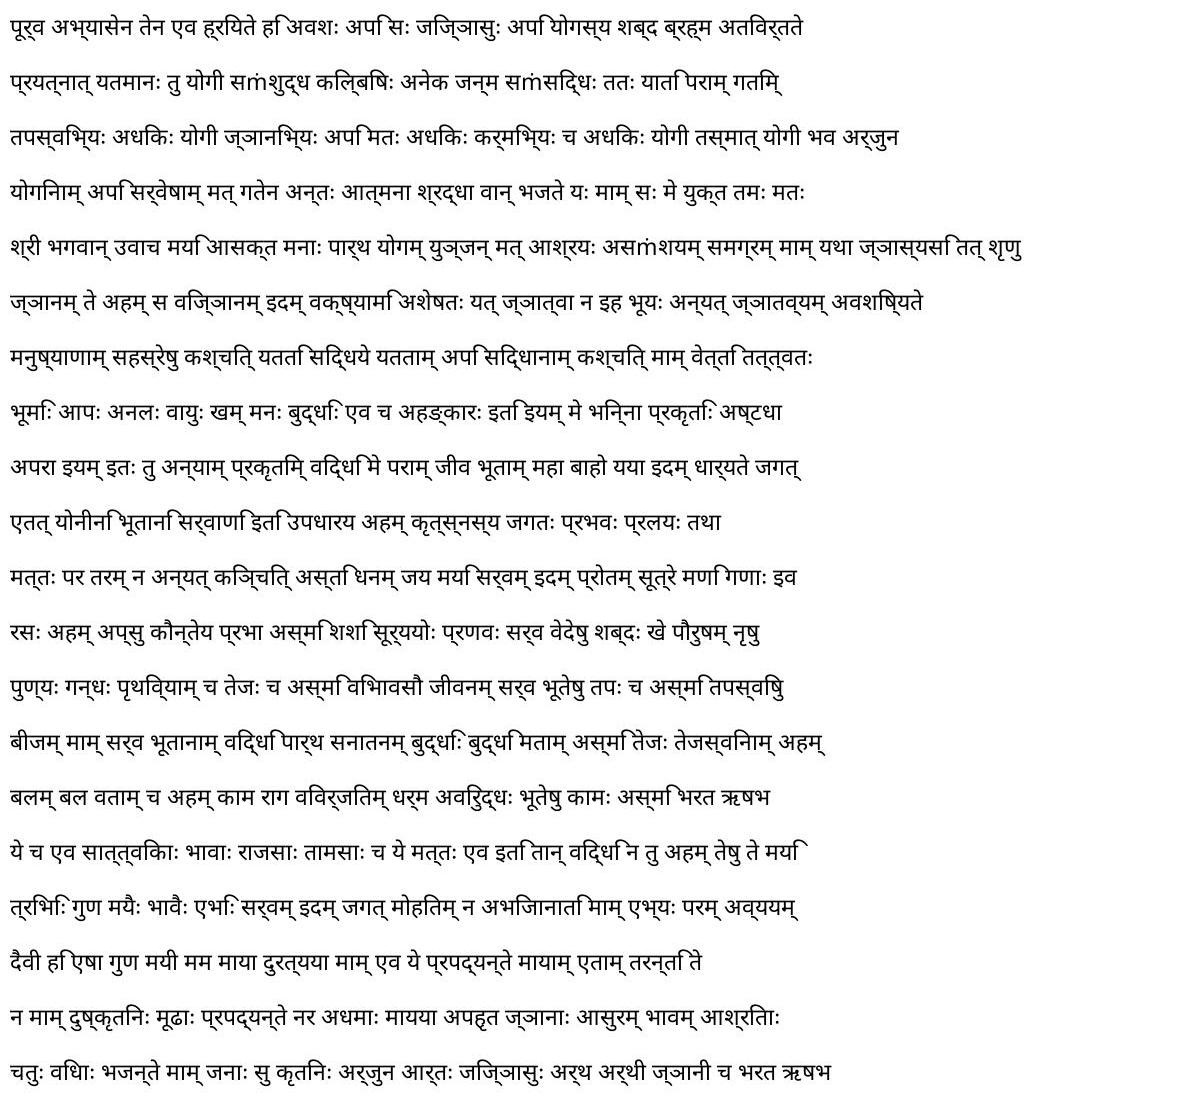 पूर्व अभ्यासेन तेन एव ह्रियते हि अवशः अपि सः जिज्ञासुः अपि योगस्य शब्द ब्रह्म अतिवर्तते
प्रयत्नात् यतमानः तु योगी सṁशुद्ध किल्बिषः अनेक जन्म सṁसिद्धः ततः याति पराम् गतिम्
तपस्विभ्यः अधिकः योगी ज्ञानिभ्यः अपि मतः अधिकः कर्मिभ्यः च अधिकः योगी तस्मात् योगी भव अर्जुन
योगिनाम् अपि सर्वेषाम् मत् गतेन अन्तः आत्मना श्रद्धा वान् भजते यः माम् सः मे युक्त तमः मतः
श्री भगवान् उवाच मयि आसक्त मनाः पार्थ योगम् युञ्जन् मत् आश्रयः असṁशयम् समग्रम् माम् यथा ज्ञास्यसि तत् शृणु
ज्ञानम् ते अहम् स विज्ञानम् इदम् वक्ष्यामि अशेषतः यत् ज्ञात्वा न इह भूयः अन्यत् ज्ञातव्यम् अवशिष्यते
मनुष्याणाम् सहस्रेषु कश्चित् यतति सिद्धये यतताम् अपि सिद्धानाम् कश्चित् माम् वेत्ति तत्त्वतः
भूमिः आपः अनलः वायुः खम् मनः बुद्धिः एव च अहङ्कारः इति इयम् मे भिन्ना प्रकृतिः अष्टधा
अपरा इयम् इतः तु अन्याम् प्रकृतिम् विद्धि मे पराम् जीव भूताम् महा बाहो यया इदम् धार्यते जगत्
एतत् योनीनि भूतानि सर्वाणि इति उपधारय अहम् कृत्स्नस्य जगतः प्रभवः प्रलयः तथा
मत्तः पर तरम् न अन्यत् किञ्चित् अस्ति धनम् जय मयि सर्वम् इदम् प्रोतम् सूत्रे मणि गणाः इव
रसः अहम् अप्सु कौन्तेय प्रभा अस्मि शशि सूर्ययोः प्रणवः सर्व वेदेषु शब्दः खे पौरुषम् नृषु
पुण्यः गन्धः पृथिव्याम् च तेजः च अस्मि विभावसौ जीवनम् सर्व भूतेषु तपः च अस्मि तपस्विषु
बीजम् माम् सर्व भूतानाम् विद्धि पार्थ सनातनम् बुद्धिः बुद्धि मताम् अस्मि तेजः तेजस्विनाम् अहम्
बलम् बल वताम् च अहम् काम राग विवर्जितम् धर्म अविरुद्धः भूतेषु कामः अस्मि भरत ऋषभ
ये च एव सात्त्विकाः भावाः राजसाः तामसाः च ये मत्तः एव इति तान् विद्धि न तु अहम् तेषु ते मयि
त्रिभिः गुण मयैः भावैः एभिः सर्वम् इदम् जगत् मोहितम् न अभिजानाति माम् एभ्यः परम् अव्ययम्
दैवी हि एषा गुण मयी मम माया दुरत्यया माम् एव ये प्रपद्यन्ते मायाम् एताम् तरन्ति ते
न माम् दुष्कृतिनः मूढाः प्रपद्यन्ते नर अधमाः मायया अपहृत ज्ञानाः आसुरम् भावम् आश्रिताः
चतुः विधाः भजन्ते माम् जनाः सु कृतिनः अर्जुन आर्तः जिज्ञासुः अर्थ अर्थी ज्ञानी च भरत ऋषभ